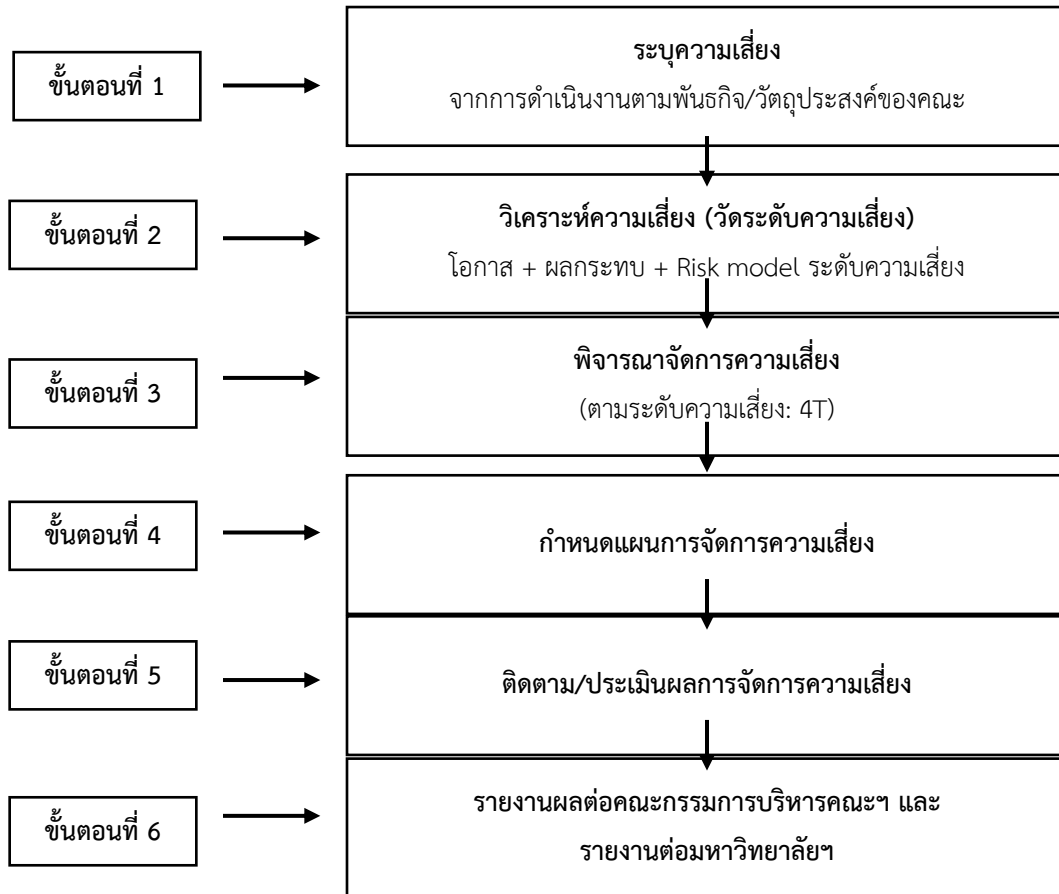 ขั้นตอนที่ 1
ระบุความเสี่ยง
จากการดำเนินงานตามพันธกิจ/วัตถุประสงค์ของคณะ
ขั้นตอนที่ 2
วิเคราะห์ความเสี่ยง (วัดระดับความเสี่ยง)
โอกาส + ผลกระทบ + Risk model ระดับความเสี่ยง
ขั้นตอนที่ 3
พิจารณาจัดการความเสี่ยง
(ตามระดับความเสี่ยง: 4T)
ขั้นตอนที่ 4
กำหนดแผนการจัดการความเสี่ยง
ขั้นตอนที่ 5
ติดตาม/ประเมินผลการจัดการความเสี่ยง
ขั้นตอนที่ 6
รายงานผลต่อคณะกรรมการบริหารคณะฯ และ
รายงานต่อมหาวิทยาลัยฯ